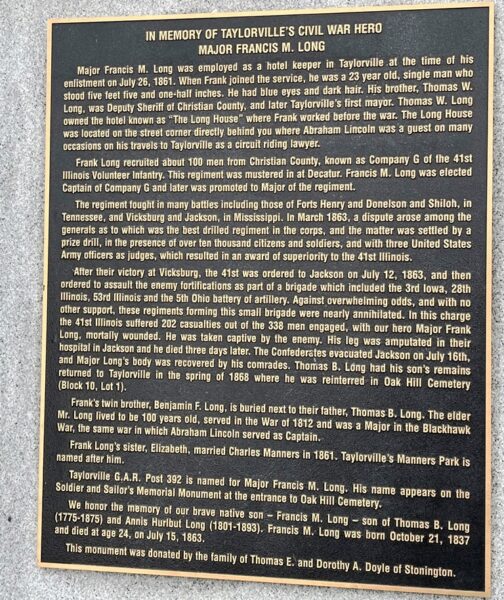 IN MEMORY OF TAYLORVILLE'S CIVIL WAR HERO
MAJOR FRANCIS M. LONG
Major Francis M. Long was employed as a hotel keeper in Taylorville at the time of his
enlistment on July 26, 1861. When Frank joined the service, he was a 23 year old, single man who
stood five feet five and one-half inches. He had blue eyes and dark hair. His brother, Thomas W.
Long, was Deputy Sheriff of Christian County, and later Taylorville's first mayor. Thomas W. Long
owned the hotel known as "The Long House" where Frank worked before the war. The Long House
was located on the street corner directly behind you where Abraham Lincoln was a guest on many
occasions on his travels to Taylorville as a circuit riding lawyer.
Frank Long recruited about 100 men from Christian County, known as Company G of the 41st
Illinois Volunteer Infantry. This regiment was mustered in at Decatur. Francis M. Long was elected
Captain of Company G and later was promoted to Major of the regiment.
The regiment fought in many battles including those of Forts Henry and Donelson and Shiloh, in
Tennessee, and Vicksburg and Jackson, in Mississippi. In March 1863, a dispute arose among the
generals as to which was the best drilled regiment in the corps, and the matter was settled by a
prize drill, in the presence of over ten thousand citizens and soldiers, and with three United States
Army officers as judges, which resulted in an award of superiority to the 41st Illinois.
After their victory at Vicksburg, the 41st was ordered to Jackson on July 12, 1863, and then
ordered to assault the enemy fortifications as part of a brigade which included the 3rd Iowa, 28th
Illinois, 53rd Illinois and the 5th Ohio battery of artillery. Against overwhelming odds, and with no
other support, these regiments forming this small brigade were nearly annihilated. In this charge
the 41st Illinois suffered 202 casualties out of the 338 men engaged, with our hero Major Frank
Long, mortally wounded. He was taken captive by the enemy. His leg was amputated in their
hospital in Jackson and he died three days later. The Confederates evacuated Jackson on July 16th,
and Major Long's body was recovered by his comrades. Thomas B. Long had his son's remains
returned to Taylorville in the spring of 1868 where he was reinterred in Oak Hill Cemetery
(Block 10, Lot 1).
Frank's twin brother, Benjamin F. Long, is buried next to their father, Thomas B. Long. The elder
Mr. Long lived to be 100 years old, served in the War of 1812 and was a Major in the Blackhawk
War, the same war in which Abraham Lincoln served as Captain.
Frank Long's sister, Elizabeth, married Charles Manners in 1861. Taylorville's Manners Park is
named after him.
Taylorville G.A.R. Post 392 is named for Major Francis M. Long. His name appears on the
Soldier and Sailor's Memorial Monument at the entrance to Oak Hill Cemetery.
We honor the memory of our brave native son – Francis M. Long – son of Thomas B. Long
(1775-1875) and Annis Hurlbut Long (1801-1893). Francis M. Long was born October 21, 1837
and died at age 24, on July 15, 1863.
This monument was donated by the family of Thomas E. and Dorothy A. Doyle of Stonington.